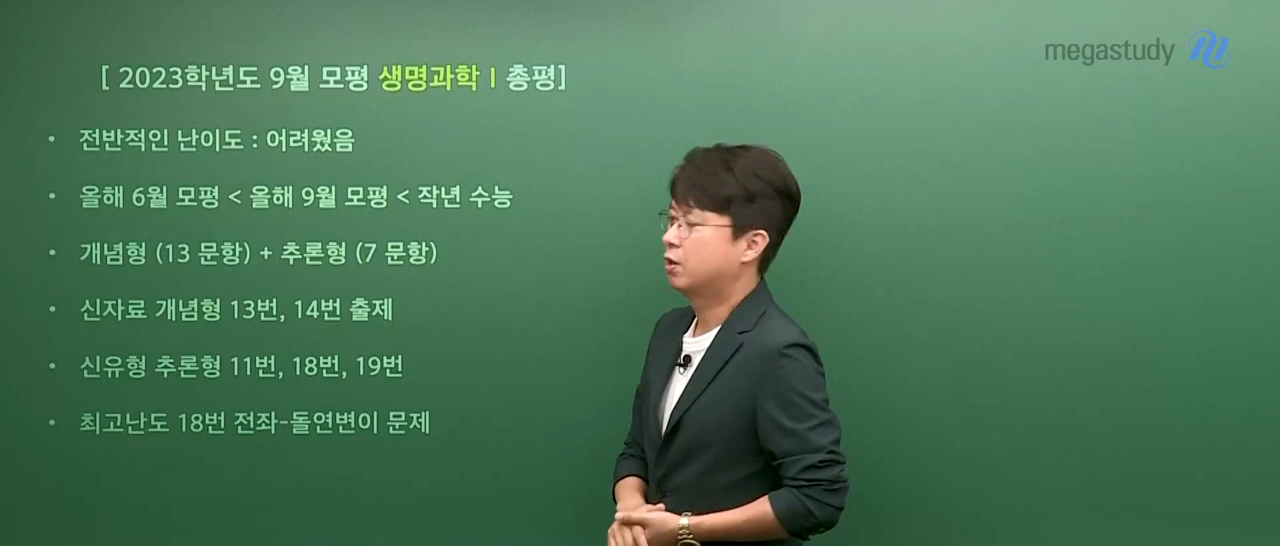 megastudy
[ 2023학년도 9월 모평 생명과학 I 총평]
• 전반적인 난이도 : 어려웠음
• 올해 6월 모평 < 올해 9월 모평 < 작년 수능
• 개념형 (13 문항) + 추론형 (7 문항)
• 신자료 개념형 13번, 14번 출제
• 신유형 추론형 11번, 18번, 19번
• 최고난도 18번 전좌-돌연변이 문제